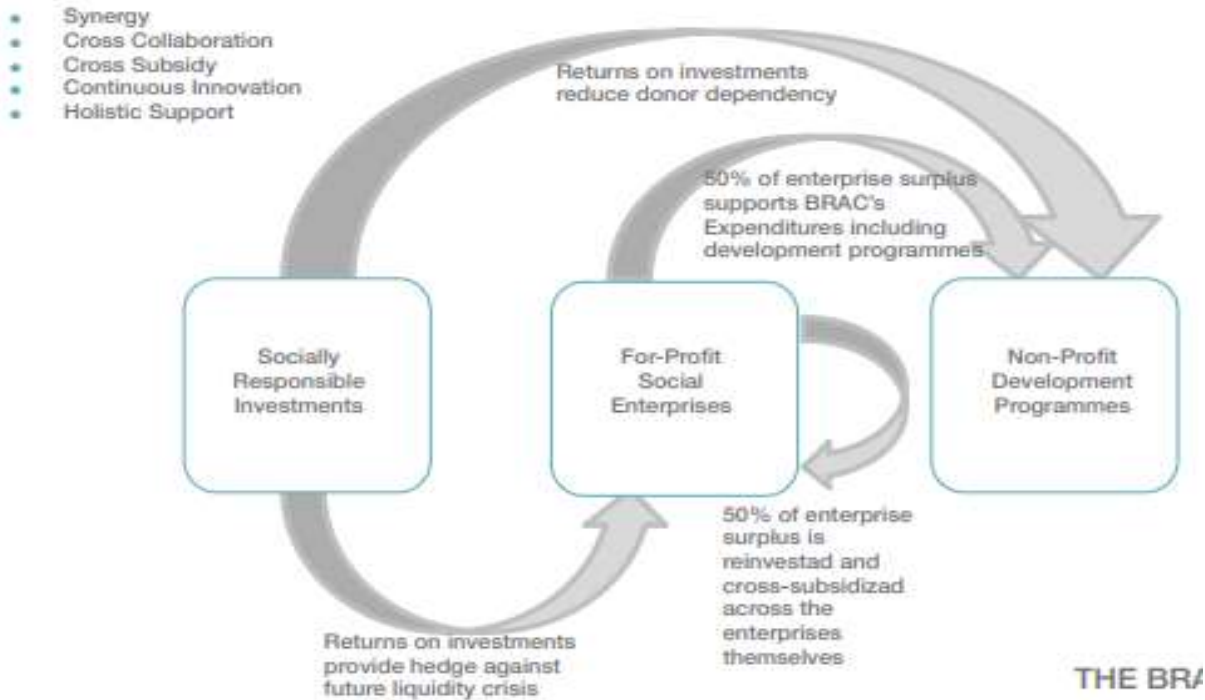 Synergy
Cross Collaboration
Cross Subsidy
Continuous Innovation
Holistic Support
Returns on investments
reduce donor dependency
50% of enterprise surplus
supports BRAC's
Expenditures including
development programmes
Socially
Responsible
Investments
For-Profit
Social
Enterprises
Non-Profit
Development
Programmes
50% of enterprise
surplus is
reinvestad and
cross-subsidizad
across the
enterprises
themselves
Returns on investments
provide hedge against
future liquidity crisis
THE BRA